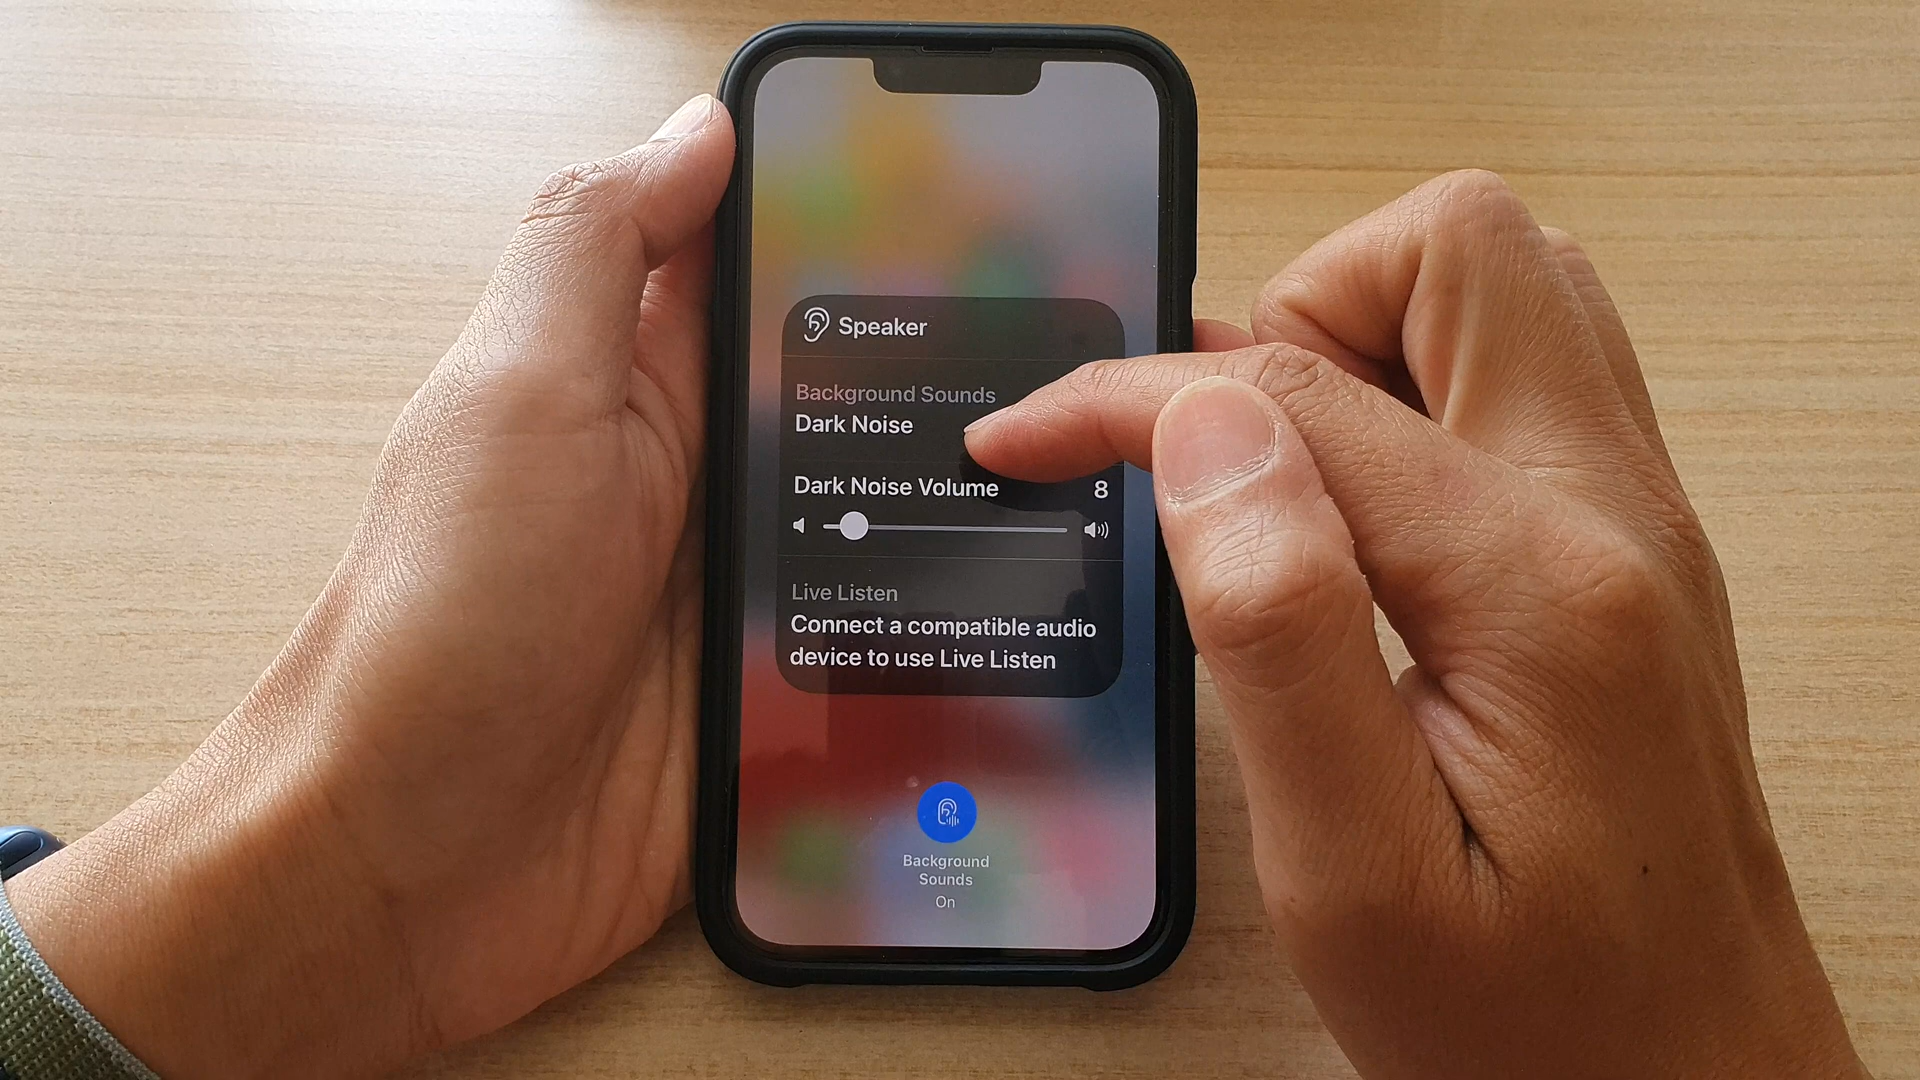 Speaker
Background Sounds
Dark Noise
Dark Noise Volume 8
Live Listen
Connect a compatible audio
device to use Live Listen
Background
Sounds
On